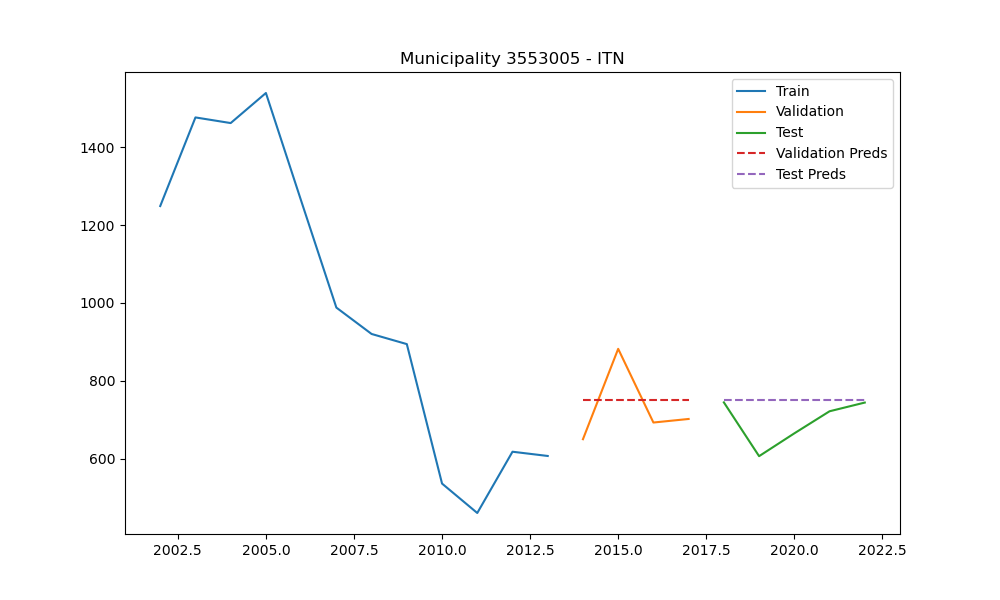 Municipality 3553005 - ITN
Train
Validation
Test
Validation Preds
Test Preds
1400
1200
1000
800
600
2002.5 2005.0 2007.5 2010.0 2012.5 2015.0 2017.5 2020.0 2022.5